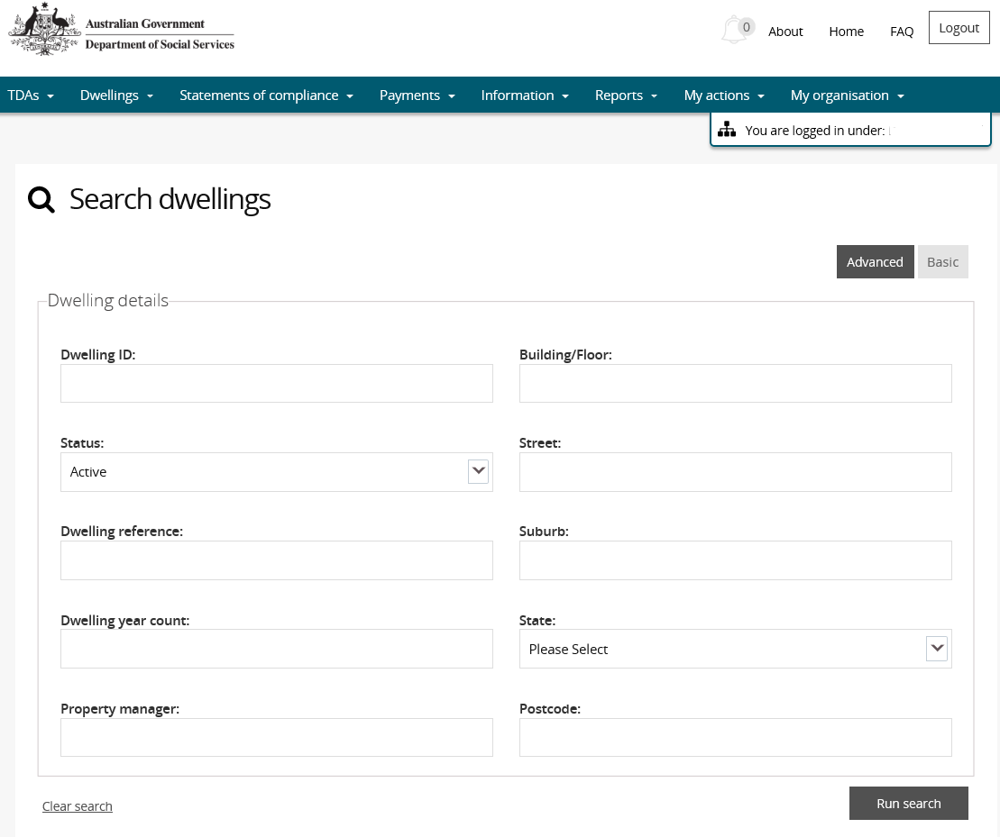 Australian Government
Department of Social Services
0 About Home FAQ Logout
TDAs Dwellings Statements of compliance Payments Information Reports My actions My organisation
You are logged in under:
Search dwellings
Advanced Basic
Dwelling details
Dwelling ID: Building/Floor:
Status: Street:
Active
Dwelling reference: Suburb:
Dwelling year count: State:
Please Select
Property manager: Postcode:
Clear search Run search